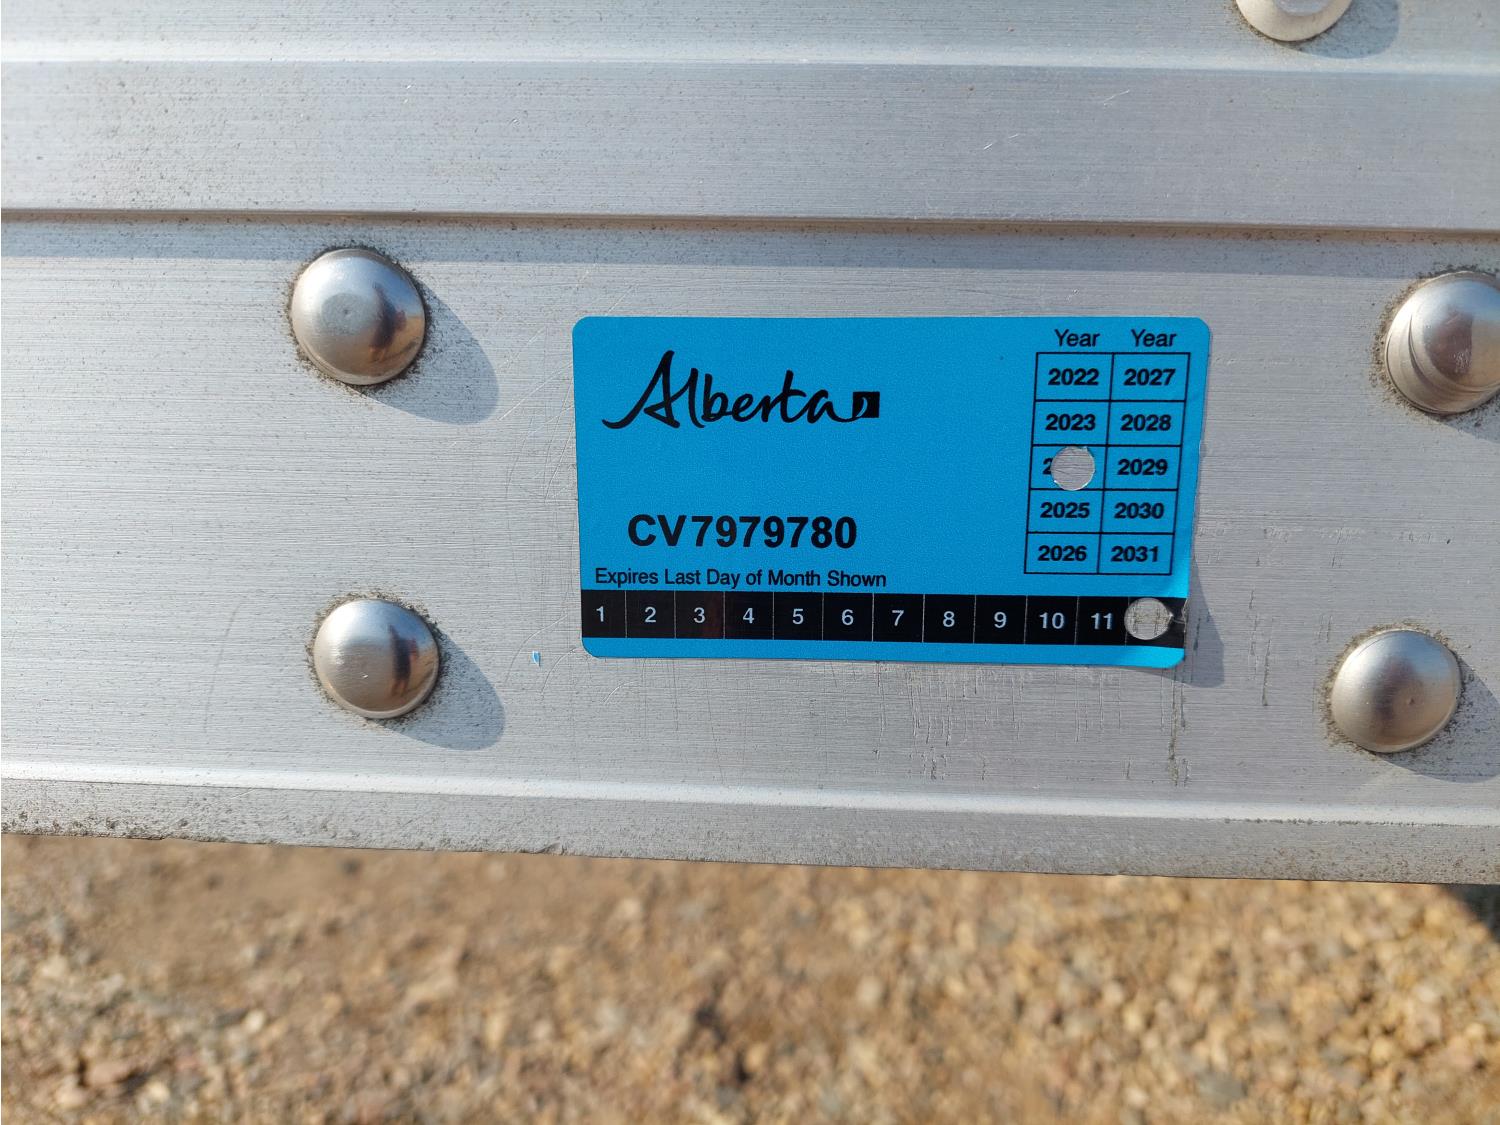 Alberta
Year Year
2022 2027
2023 2028
2029
2025 2030
2026 2031
CV7979780
Expires Last Day of Month Shown
1 2 3 4 5 6 7 8 9 10 11